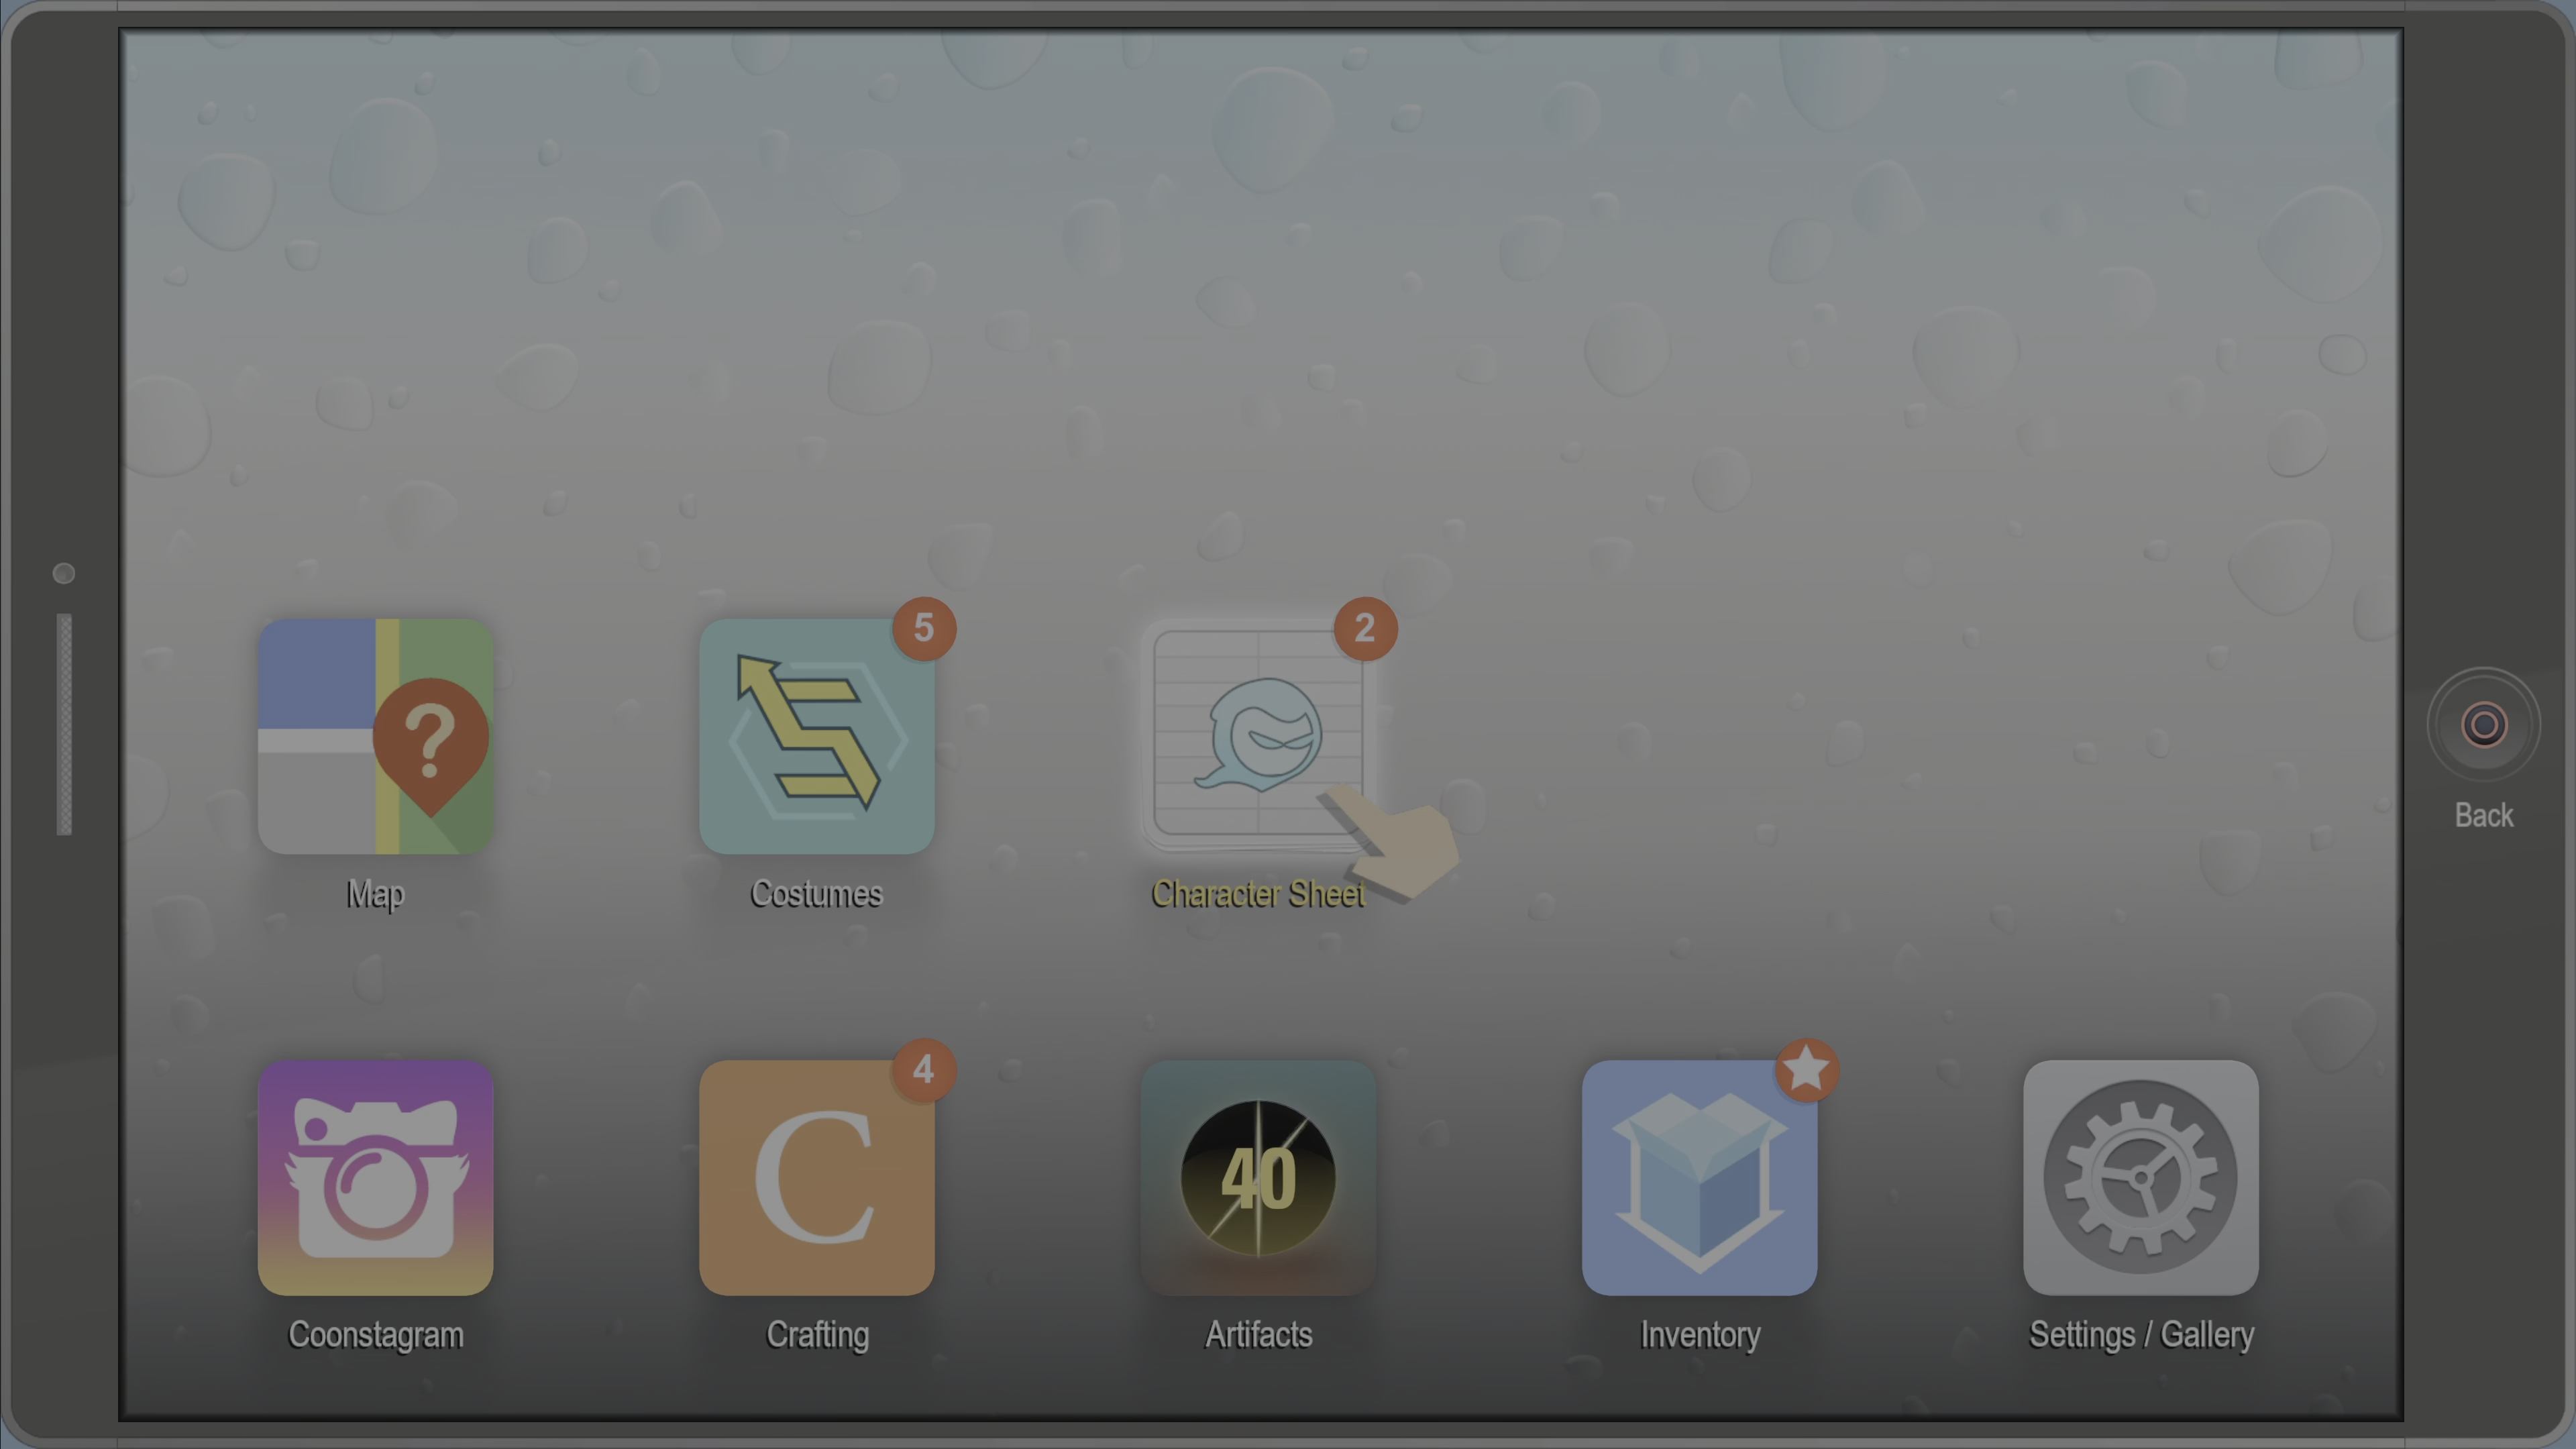 5
2
?
Map
Costumes
Character Sheet
Back
4
C
40
Coonstagram
Crafting
Artifacts
Inventory
Settings / Gallery